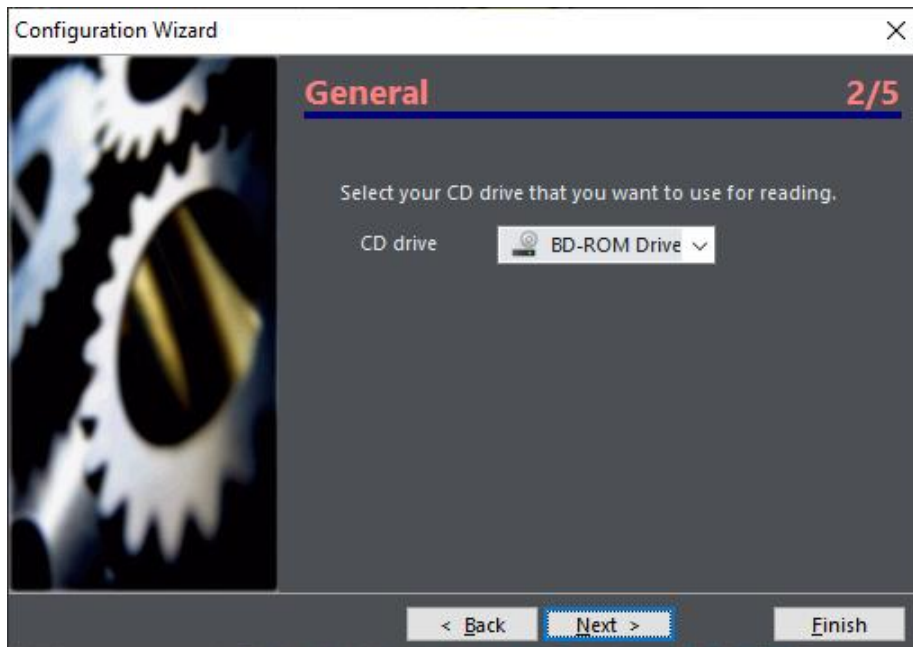 Configuration Wizard
General 2/5
Select your CD drive that you want to use for reading.
CD drive BD-ROM Drive
< Back Next > Finish